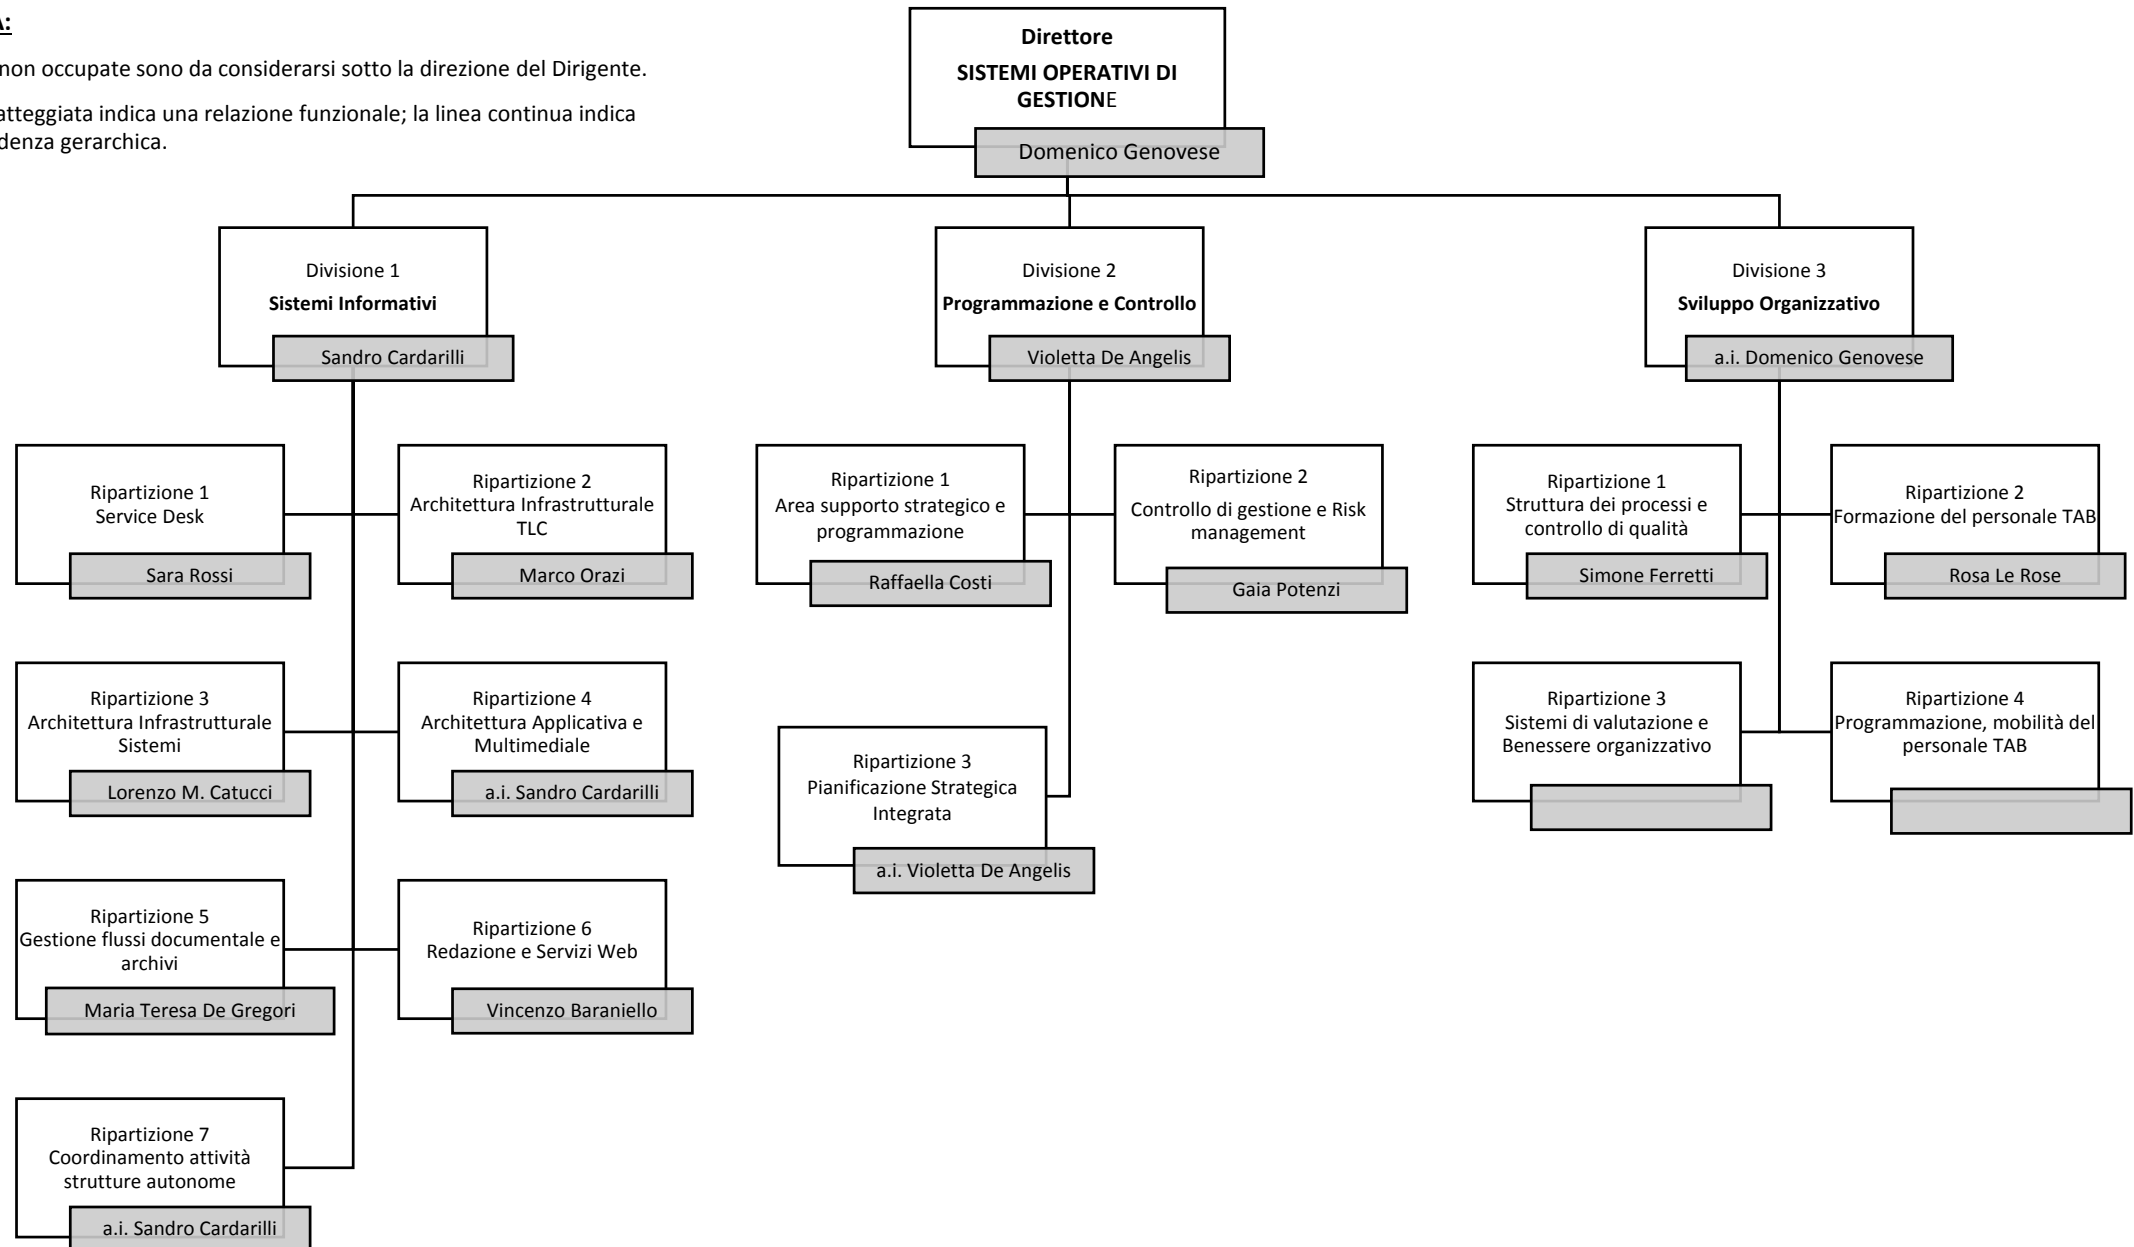 A:
non occupate sono da considerarsi sotto la direzione del Dirigente.
atteggiata indica una relazione funzionale; la linea continua indica
denza gerarchica.
Direttore
SISTEMI OPERATIVI DI
GESTIONE
Domenico Genovese
Divisione 1
Sistemi Informativi
Sandro Cardarilli
Divisione 2
Programmazione e Controllo
Violetta De Angelis
Divisione 3
Sviluppo Organizzativo
a.i. Domenico Genovese
Ripartizione 1
Service Desk
Sara Rossi
Ripartizione 2
Architettura Infrastrutturale
TLC
Marco Orazi
Ripartizione 1
Area supporto strategico e
programmazione
Raffaella Costi
Ripartizione 2
Controllo di gestione e Risk
management
Gaia Potenzi
Ripartizione 1
Struttura dei processi e
controllo di qualità
Simone Ferretti
Ripartizione 2
Formazione del personale TAB
Rosa Le Rose
Ripartizione 3
Architettura Infrastrutturale
Sistemi
Lorenzo M. Catucci
Ripartizione 4
Architettura Applicativa e
Multimediale
a.i. Sandro Cardarilli
Ripartizione 3
Pianificazione Strategica
Integrata
a.i. Violetta De Angelis
Ripartizione 3
Sistemi di valutazione e
Benessere organizzativo
Ripartizione 4
Programmazione, mobilità del
personale TAB
Ripartizione 5
Gestione flussi documentale e
archivi
Maria Teresa De Gregori
Ripartizione 6
Redazione e Servizi Web
Vincenzo Baraniello
Ripartizione 7
Coordinamento attività
strutture autonome
a.i. Sandro Cardarilli